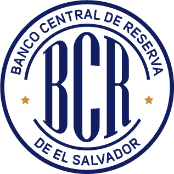 BANCO CENTRAL DE RESERVA
BCR
DE EL SALVADOR